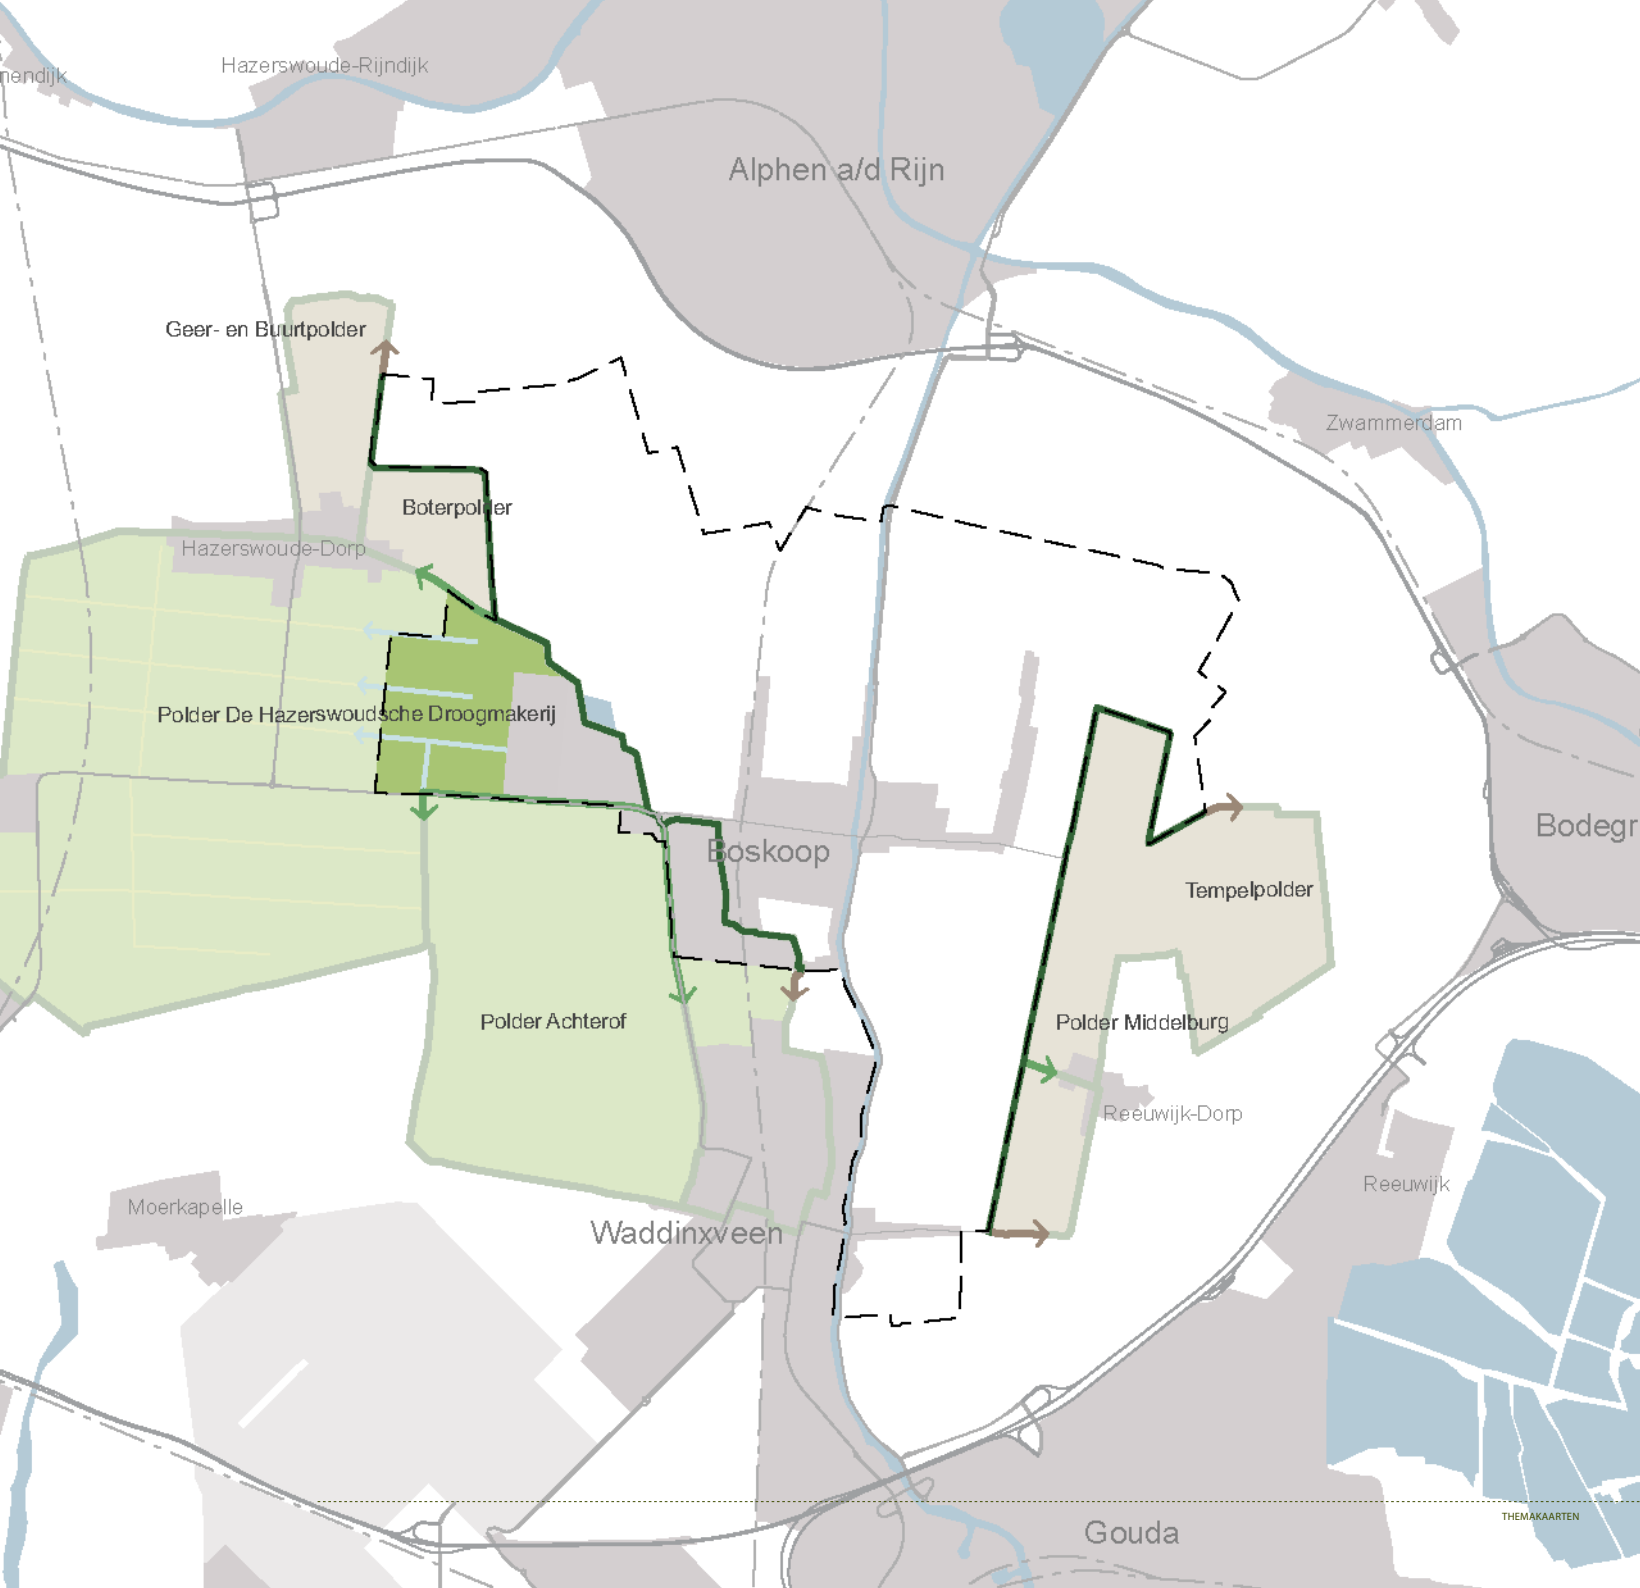 Hazerswoude-Rijndijk
nendijk
Alphen a/d Rijn
Geer- en Buurtpolder
Zwammerdam
Boterpolder
Hazerswoude-Dorp
Polder De Hazerswoudsche Droogmakerij
Bodegr
Boskoop
Tempelpolder
Polder Achterof
Polder Middelburg
Reeuwijk-Dorp
Reeuwijk
Moerkapelle
Waddinxveen
THEMAKAARTEN
Gouda